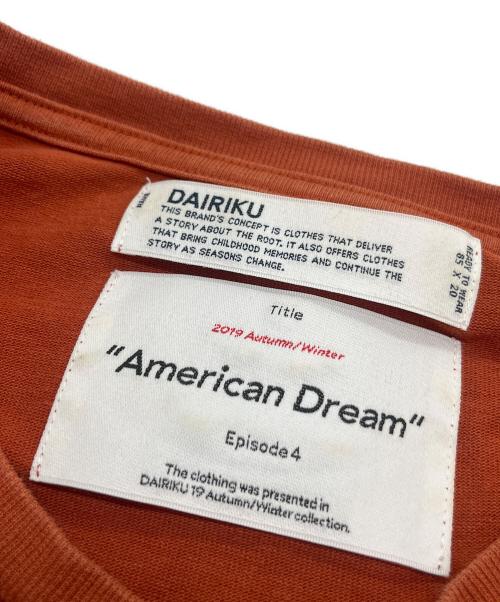 DAIRIKU
THIS BRAND'S CONCEPT IS CLOTHES THAT DELIVER
A STORY ABOUT THE ROOT. IT ALSO OFFERS CLOTHES
THAT BRING CHILDHOOD MEMORIES AND CONTINUE THE
STORY AS SEASONS CHANGE.
READY TO WEAR
85 X 20
Title
2019 Autumn/Winter
"American Dream"
Episode 4
The clothing was presented in
DAIRIKU 19 Autumn/Winter collection.